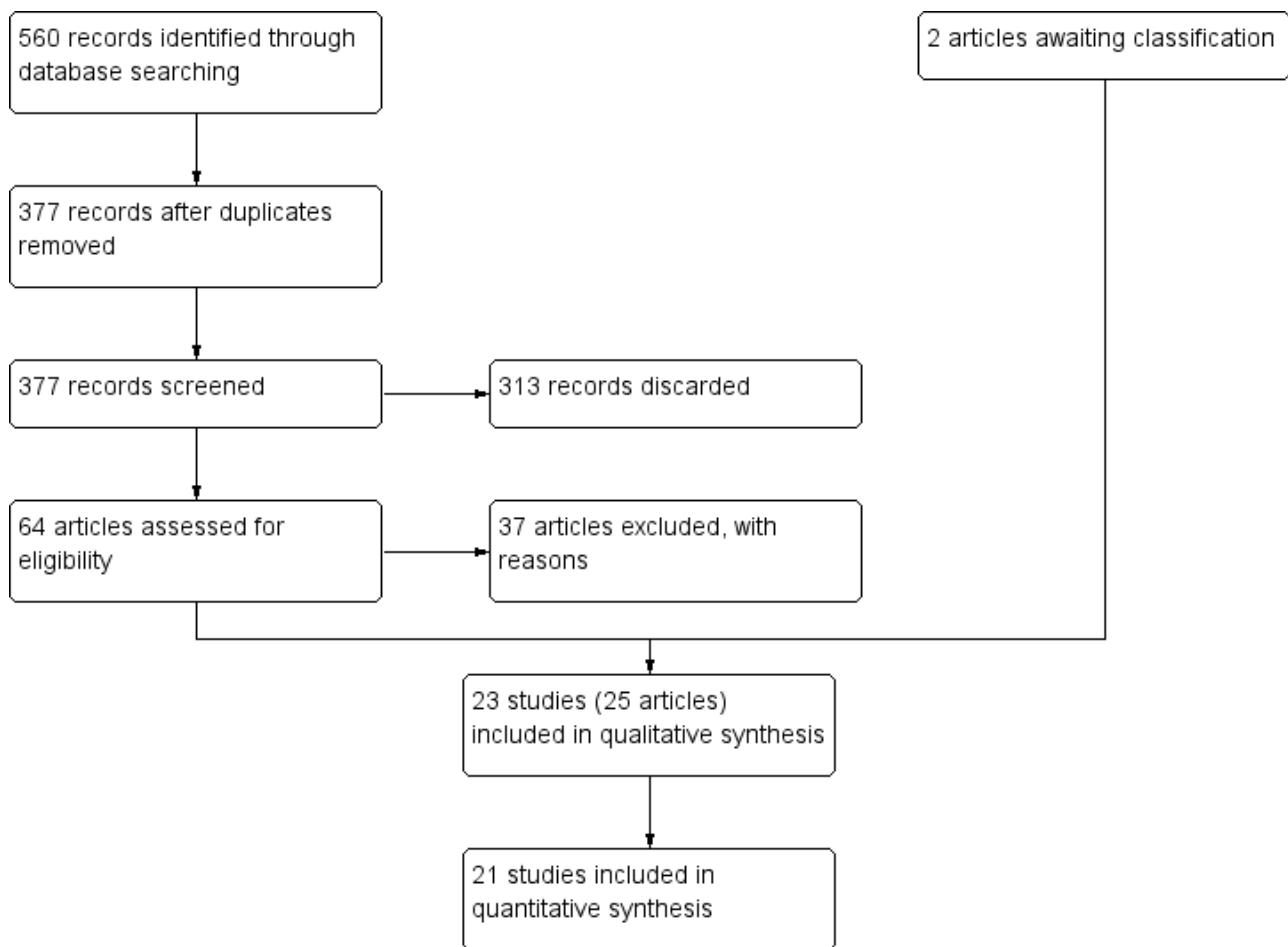 560 records identified through
database searching
2 articles awaiting classification
377 records after duplicates
removed
377 records screened
313 records discarded
64 articles assessed for
eligibility
37 articles excluded, with
reasons
23 studies (25 articles)
included in qualitative synthesis
21 studies included in
quantitative synthesis